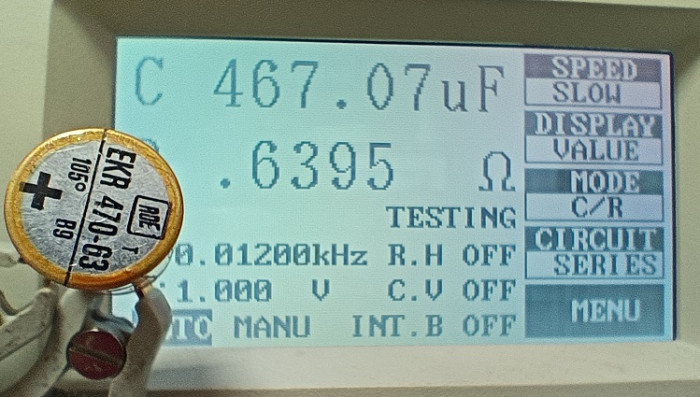 C 467.07uF
.6395 Ω
TESTING
0.01200kHz R.H OFF
1.000 V C.V OFF
MANU INT.B OFF
SPEED
SLOW
DISPLAY
VALUE
MODE
C/R
CIRCUIT
SERIES
MENU
ROE T
EKR 470-63
105°
+ 89